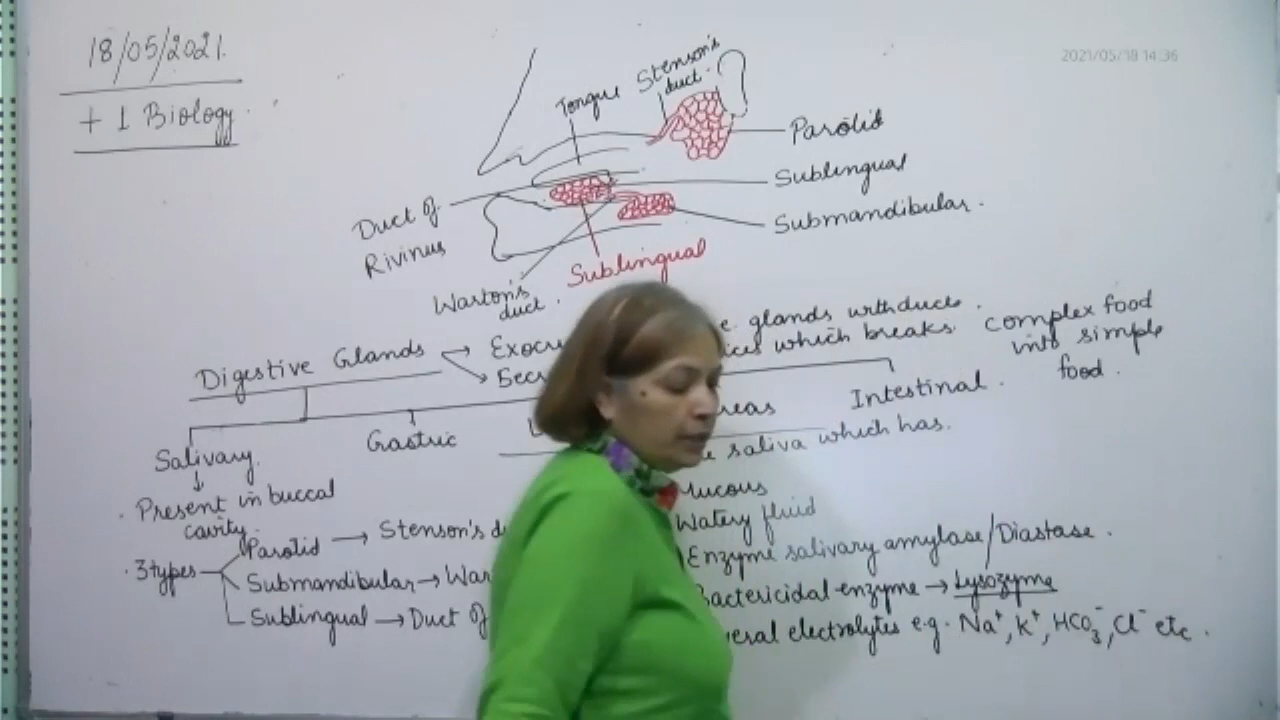 18/05/2021.
+ 1 Biology.
2021/05/18 14:36
Tongue
Stenson's
duct.
Parotid
Sublingual
Submandibular.
Duct of
Rivinus
Warton's
duct.
Sublingual
Digestive Glands → Exocr e glands with ducts.
→ Secr ices which breaks complex food
into simple
food.
Salivary.
Gastric
L
reas
Intestinal.
Present in buccal
cavity.
e saliva which has.
Mucous
Watery fluid
Enzyme salivary amylase/Diastase.
Bactericidal enzyme → Lysozyme
eral electrolytes e.g. Na⁺, K⁺, HCO₃⁻, Cl⁻ etc.
3 types
Parotid → Stenson's d
Submandibular → War
Sublingual → Duct of